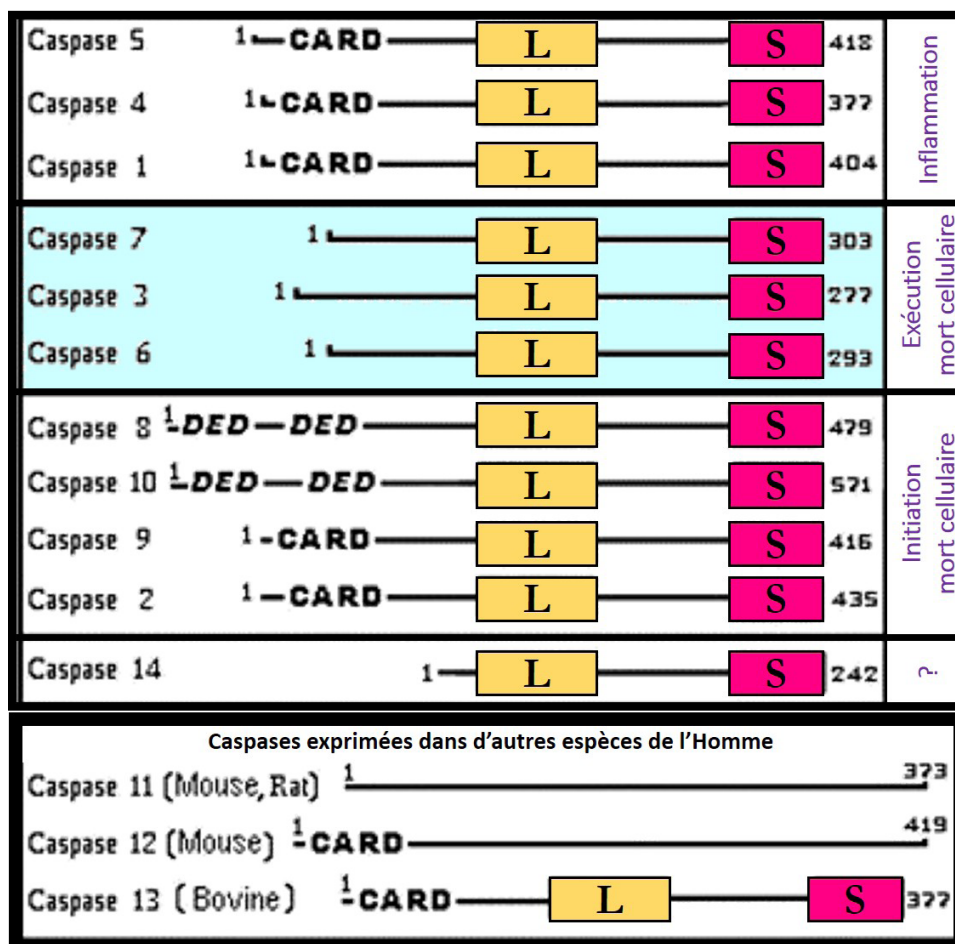 Caspase 5 1 CARD L S 418
Caspase 4 1 CARD L S 377
Caspase 1 1 CARD L S 404
Inflammation
Caspase 7 1 L S 303
Caspase 3 1 L S 277
Caspase 6 1 L S 293
Exécution
mort cellulaire
Caspase 8 1 DED DED L S 479
Caspase 10 1 DED DED L S 571
Caspase 9 1 CARD L S 416
Caspase 2 1 CARD L S 435
Initiation
mort cellulaire
Caspase 14 1 L S 242
?
Caspases exprimées dans d'autres espèces de l'Homme
Caspase 11 (Mouse, Rat) 1 373
Caspase 12 (Mouse) 1 CARD 419
Caspase 13 (Bovine) 1 CARD L S 377